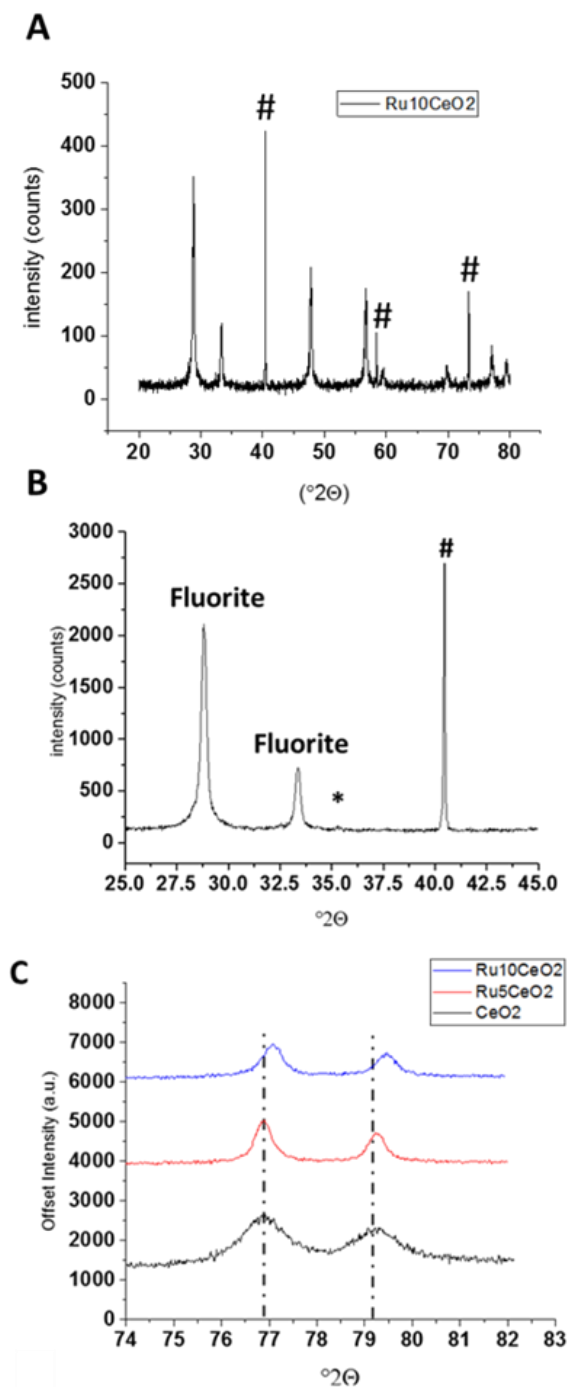 A
Ru10CeO2
#
#
#
500
400
300
200
100
0
intensity (counts)
20 30 40 50 60 70 80
(°2Θ)
B
#
Fluorite
Fluorite
*
3000
2500
2000
1500
1000
500
0
intensity (counts)
25.0 27.5 30.0 32.5 35.0 37.5 40.0 42.5 45.0
°2Θ
C
Ru10CeO2
Ru5CeO2
CeO2
8000
7000
6000
5000
4000
3000
2000
1000
0
Offset Intensity (a.u.)
74 75 76 77 78 79 80 81 82 83
°2Θ